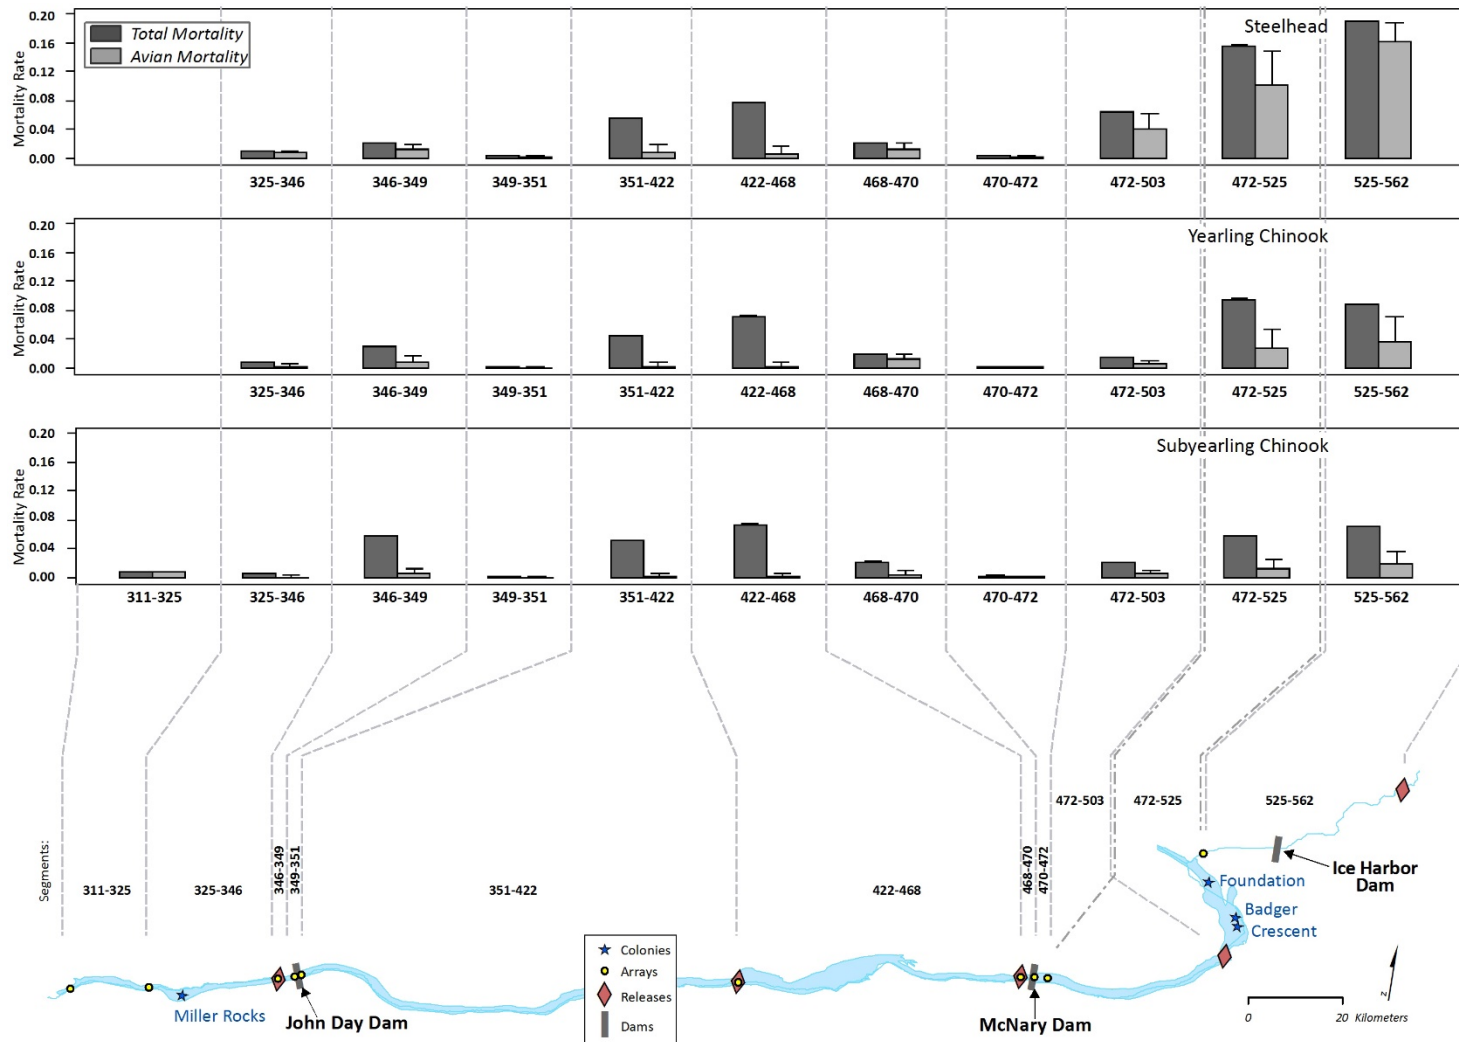 Total Mortality
Avian Mortality
Steelhead
Mortality Rate
0.20
0.16
0.12
0.08
0.04
0.00
325-346 346-349 349-351 351-422 422-468 468-470 470-472 472-503 472-525 525-562
Yearling Chinook
Mortality Rate
0.20
0.16
0.12
0.08
0.04
0.00
325-346 346-349 349-351 351-422 422-468 468-470 470-472 472-503 472-525 525-562
Subyearling Chinook
Mortality Rate
0.20
0.16
0.12
0.08
0.04
0.00
311-325 325-346 346-349 349-351 351-422 422-468 468-470 470-472 472-503 472-525 525-562
472-503 472-525 525-562
Segments:
311-325 325-346 346-349 349-351 351-422 422-468 468-470 470-472
Ice Harbor
Dam
Foundation
Badger
Crescent
Colonies
Arrays
Releases
Dams
Miller Rocks
John Day Dam
McNary Dam
0 20 Kilometers
z